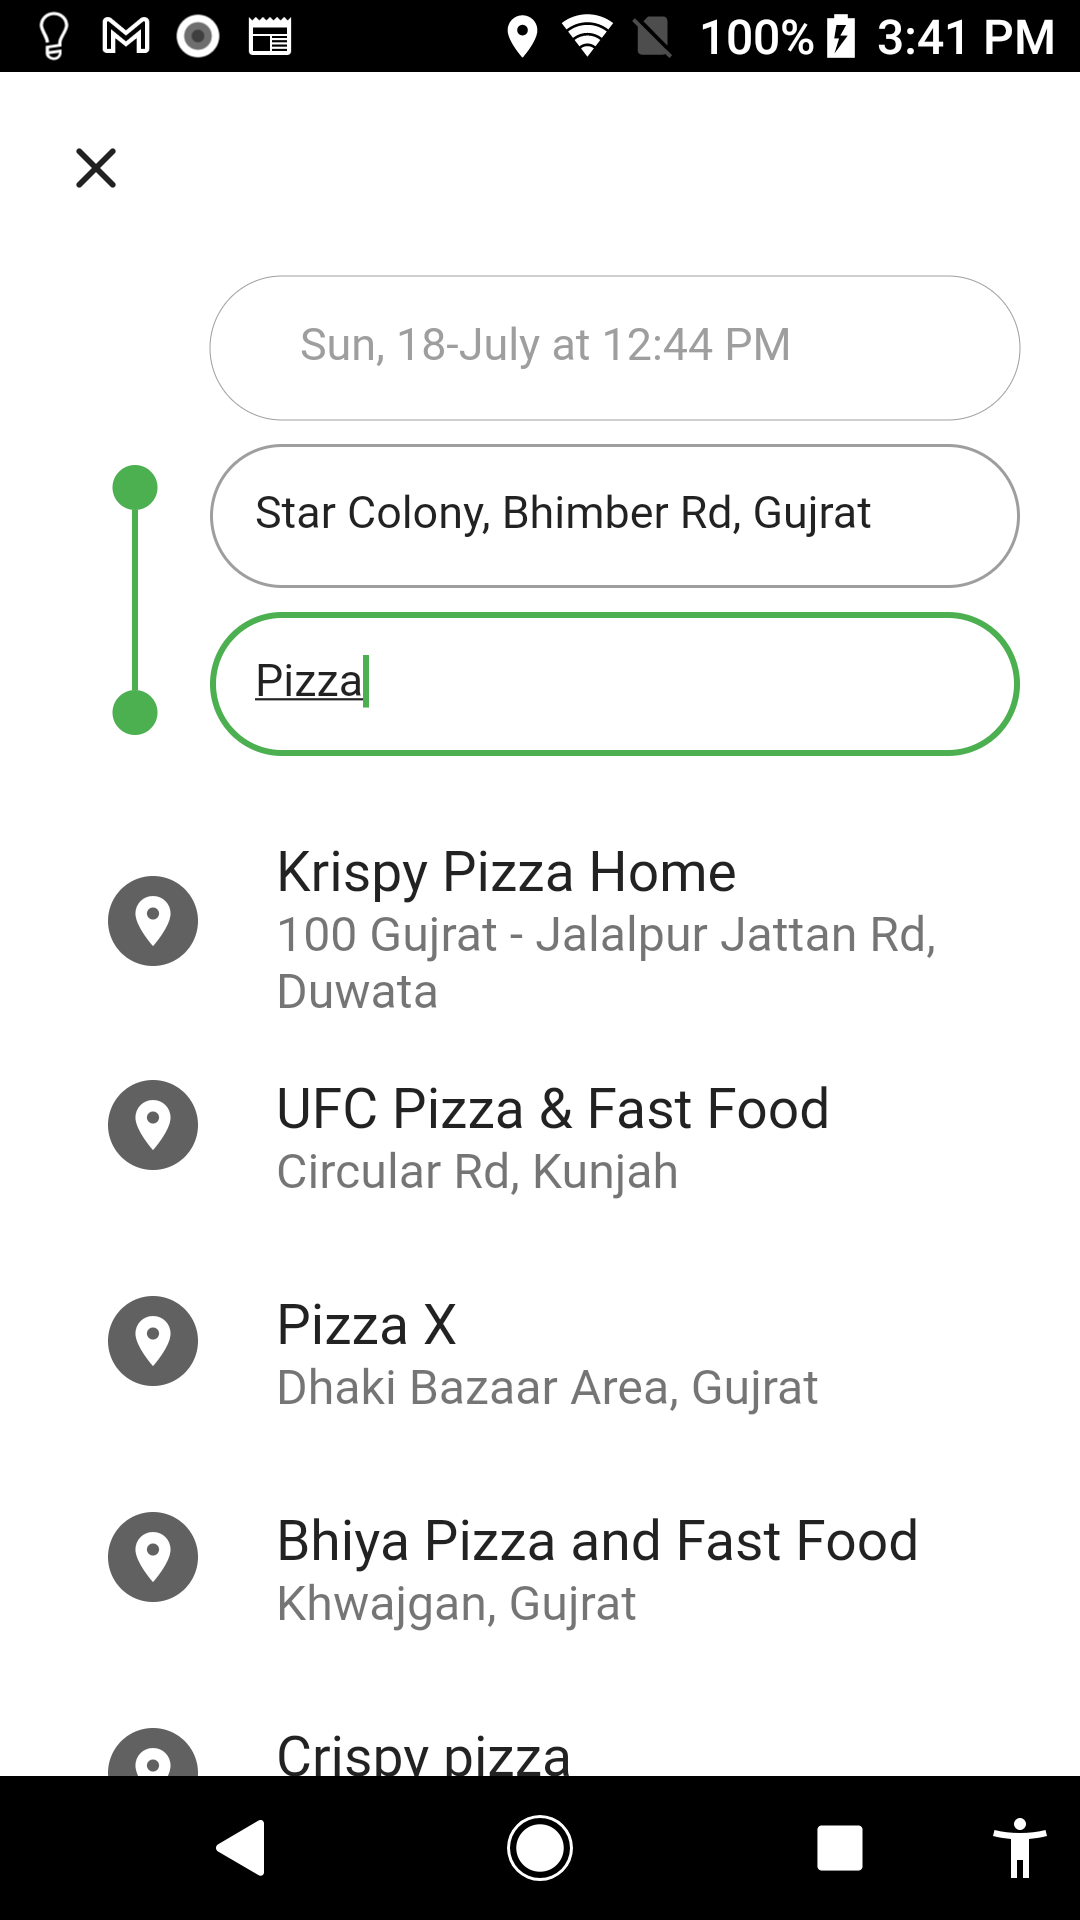 100% 3:41 PM
Sun, 18-July at 12:44 PM
Star Colony, Bhimber Rd, Gujrat
Pizza
Krispy Pizza Home
100 Gujrat - Jalalpur Jattan Rd,
Duwata
UFC Pizza & Fast Food
Circular Rd, Kunjah
Pizza X
Dhaki Bazaar Area, Gujrat
Bhiya Pizza and Fast Food
Khwajgan, Gujrat
Crispy pizza